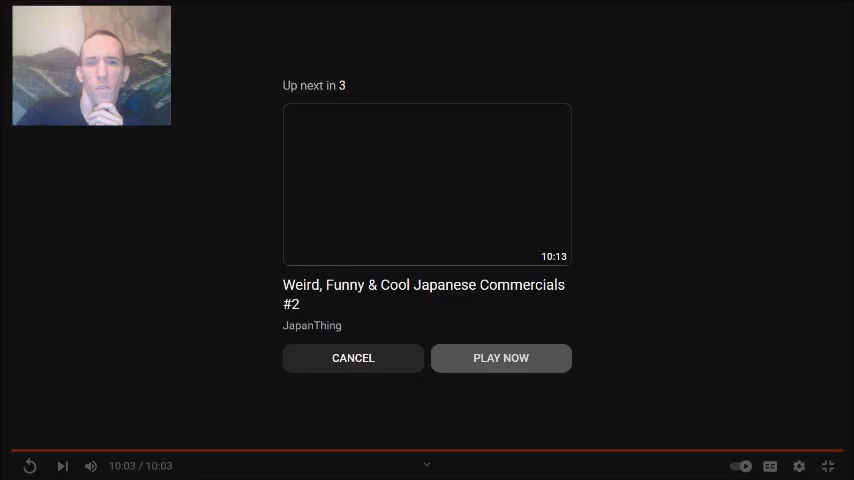 Up next in 3
10:13
Weird, Funny & Cool Japanese Commercials
#2
JapanThing
CANCEL
PLAY NOW
10:03 / 10:03
CC